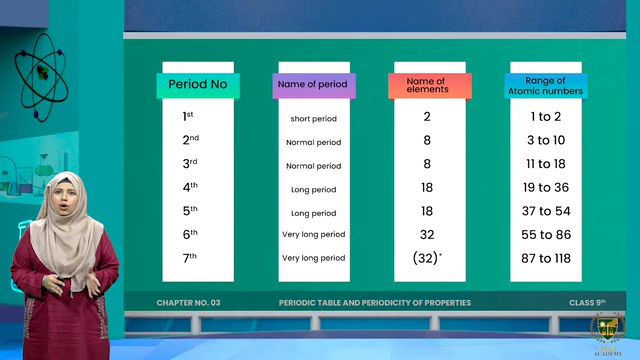 Period No Name of period Name of elements Range of Atomic numbers
1st short period 2 1 to 2
2nd Normal period 8 3 to 10
3rd Normal period 8 11 to 18
4th Long period 18 19 to 36
5th Long period 18 37 to 54
6th Very long period 32 55 to 86
7th Very long period (32)* 87 to 118
CHAPTER NO. 03 PERIODIC TABLE AND PERIODICITY OF PROPERTIES CLASS 9th
ACADEMY